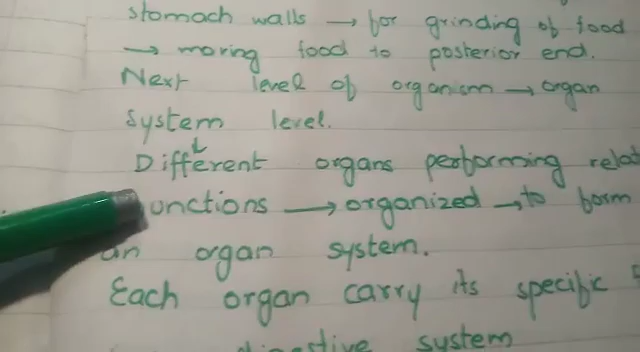 stomach walls → for grinding of food
→ moving food to posterior end.
Next level of organism → organ
system level.
Different organs performing
unctions → organized → to form
an organ system.
Each organ carry its specific
digestive system